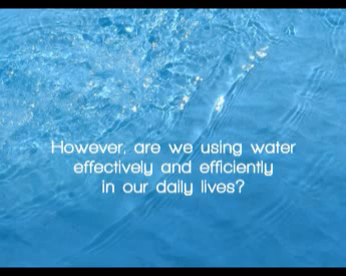 However, are we using water
effectively and efficiently
in our daily lives?